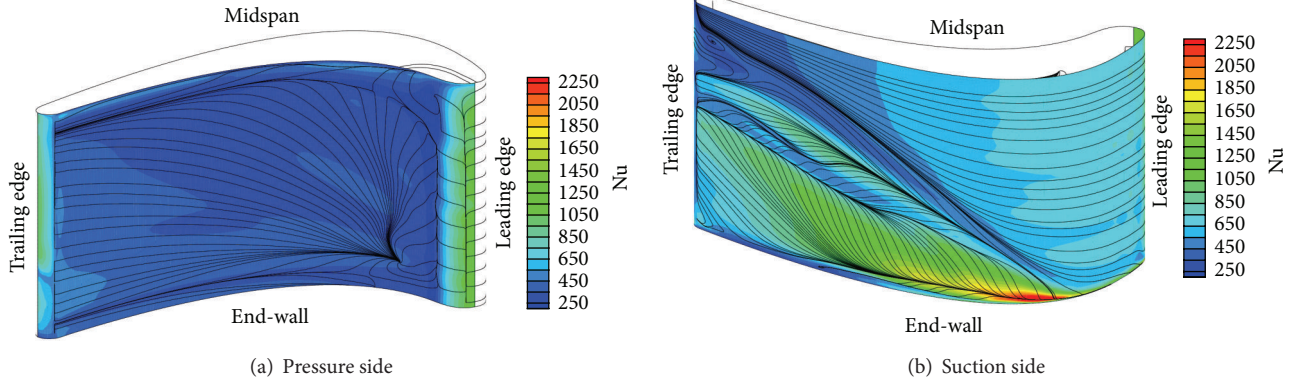 Midspan
Trailing edge
Leading edge
2250
2050
1850
1650
1450
1250
1050
850
650
450
250
Nu
End-wall
(a) Pressure side
Midspan
Trailing edge
Leading edge
2250
2050
1850
1650
1450
1250
1050
850
650
450
250
Nu
End-wall
(b) Suction side